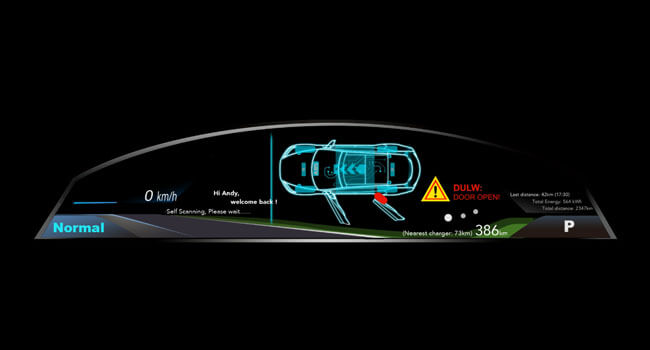 0 km/h
Hi Andy,
welcome back !
Self Scanning, Please wait......
DULW:
DOOR OPEN!
Last distance: 42km (17:30)
Total Energy: 564 kWh
Total distance: 2347km
Normal
(Nearest charger: 73km) 386km
P